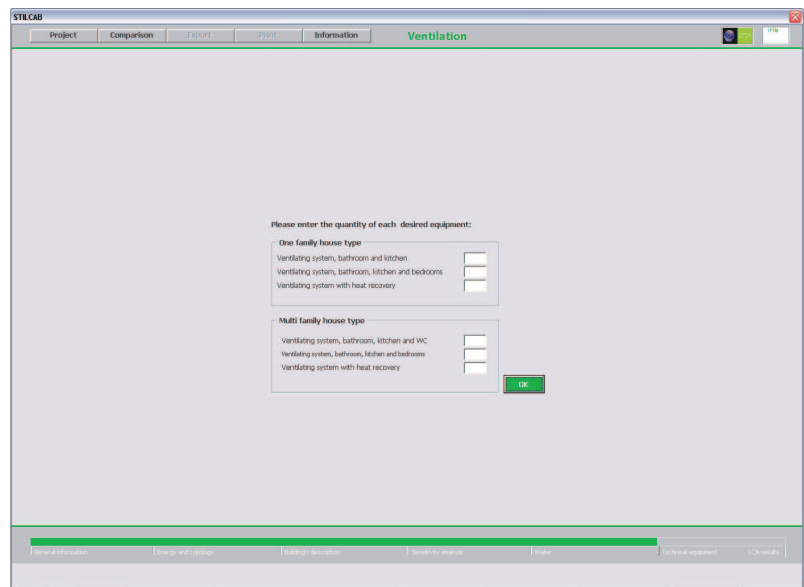 STILCAB
Project Comparison Export Print Information Ventilation
Please enter the quantity of each desired equipment:
One family house type
Ventilating system, bathroom and kitchen
Ventilating system, bathroom, kitchen and bedrooms
Ventilating system with heat recovery
Multi family house type
Ventilating system, bathroom, kitchen and WC
Ventilating system, bathroom, kitchen and bedrooms
Ventilating system with heat recovery
OK
General information Energy and typology Building's description Sensitivity analysis Water Technical equipment LCA results